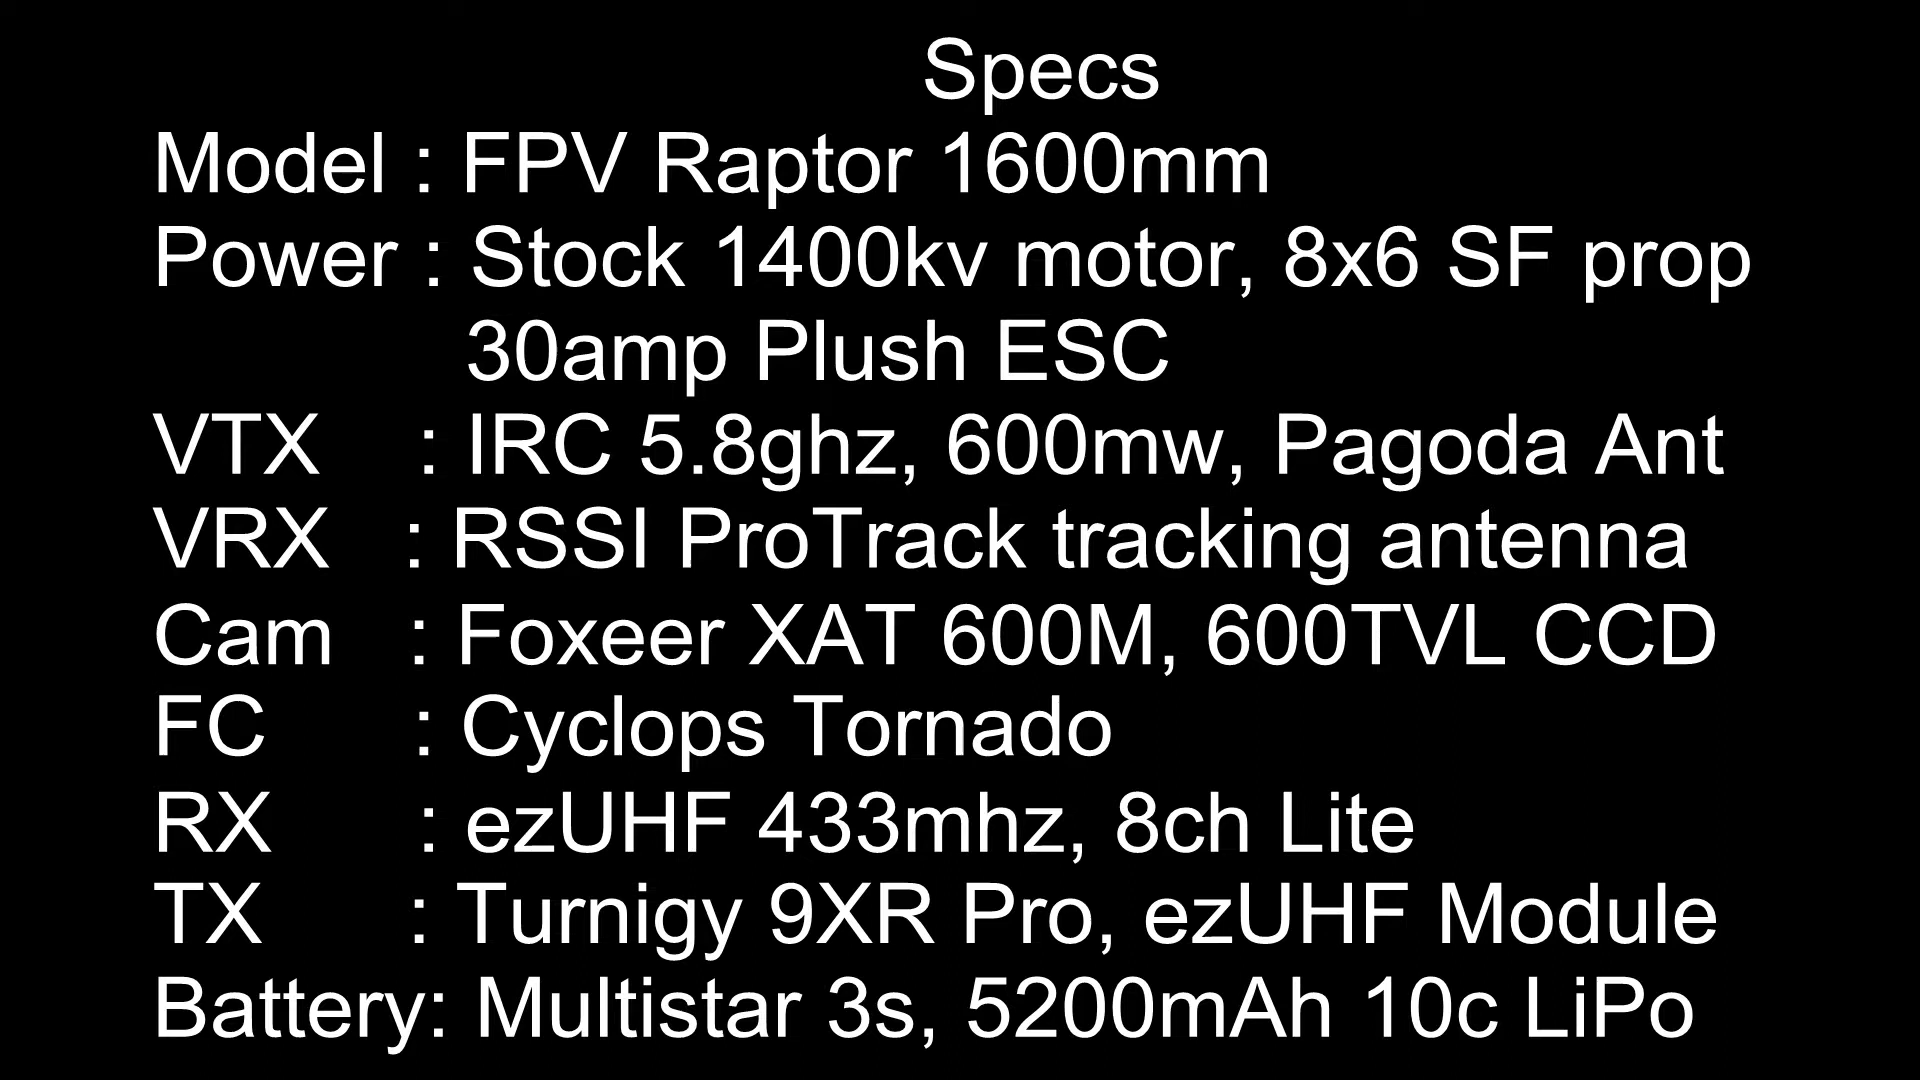 Specs
Model : FPV Raptor 1600mm
Power : Stock 1400kv motor, 8x6 SF prop
30amp Plush ESC
VTX : IRC 5.8ghz, 600mw, Pagoda Ant
VRX : RSSI ProTrack tracking antenna
Cam : Foxeer XAT 600M, 600TVL CCD
FC : Cyclops Tornado
RX : ezUHF 433mhz, 8ch Lite
TX : Turnigy 9XR Pro, ezUHF Module
Battery: Multistar 3s, 5200mAh 10c LiPo